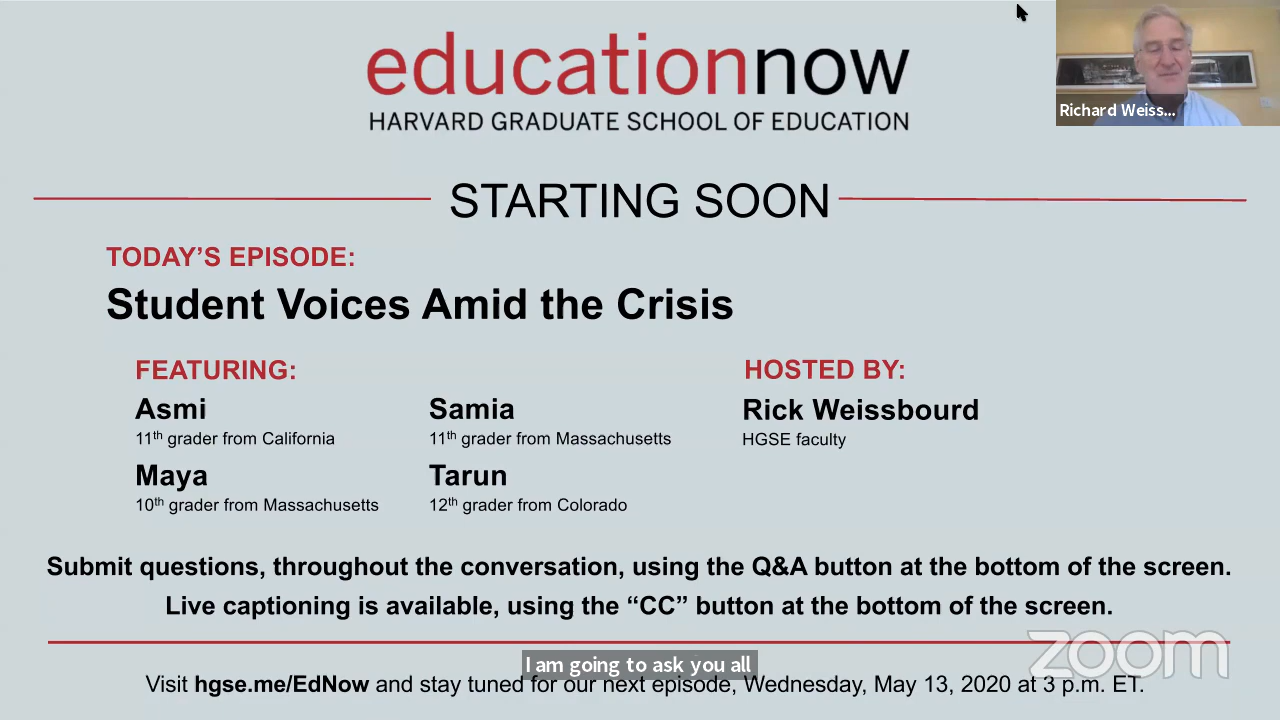 educationnow
HARVARD GRADUATE SCHOOL OF EDUCATION
Richard Weiss...
STARTING SOON
TODAY'S EPISODE:
Student Voices Amid the Crisis
FEATURING:
Asmi
11th grader from California
Samia
11th grader from Massachusetts
Maya
10th grader from Massachusetts
Tarun
12th grader from Colorado
HOSTED BY:
Rick Weissbourd
HGSE faculty
Submit questions, throughout the conversation, using the Q&A button at the bottom of the screen.
Live captioning is available, using the “CC” button at the bottom of the screen.
zoom
I am going to ask you all
Visit hgse.me/EdNow and stay tuned for our next episode, Wednesday, May 13, 2020 at 3 p.m. ET.